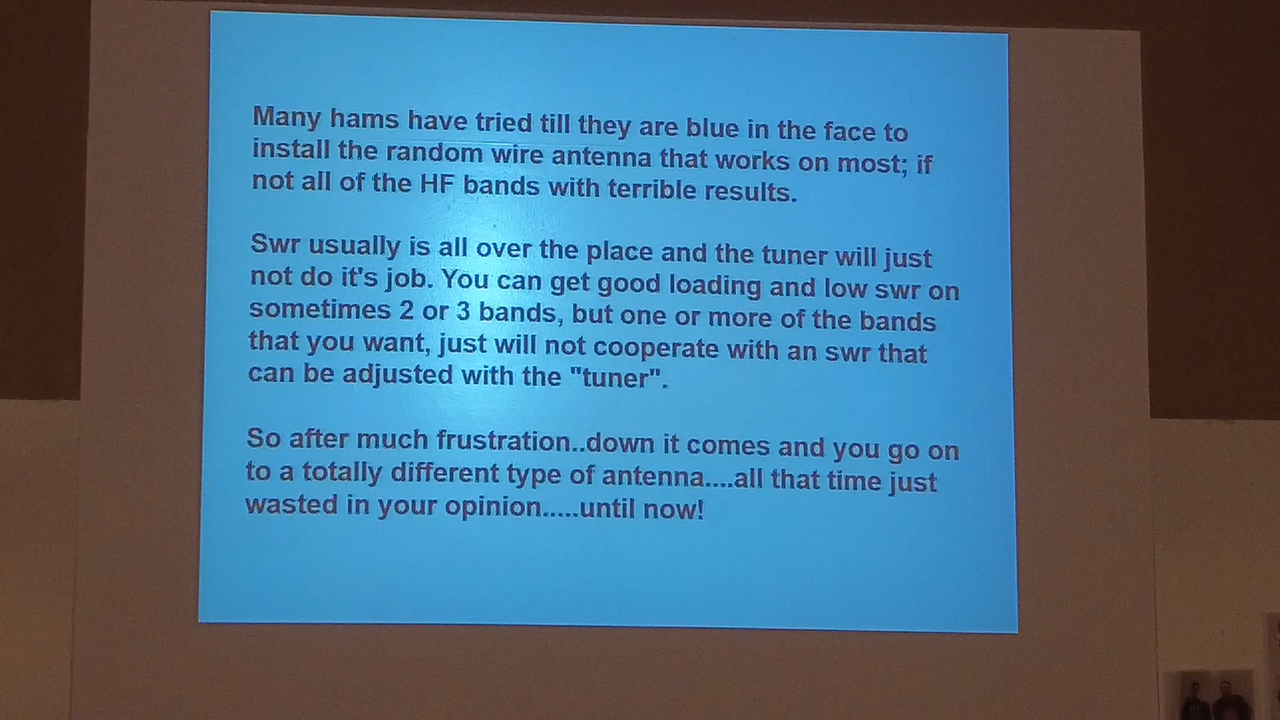 Many hams have tried till they are blue in the face to
install the random wire antenna that works on most; if
not all of the HF bands with terrible results.
Swr usually is all over the place and the tuner will just
not do it's job. You can get good loading and low swr on
sometimes 2 or 3 bands, but one or more of the bands
that you want, just will not cooperate with an swr that
can be adjusted with the "tuner".
So after much frustration..down it comes and you go on
to a totally different type of antenna....all that time just
wasted in your opinion.....until now!